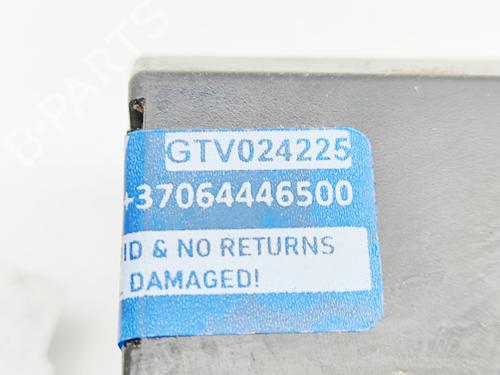 B-PARTS
GTV024225
+37064446500
ID & NO RETURNS
DAMAGED!